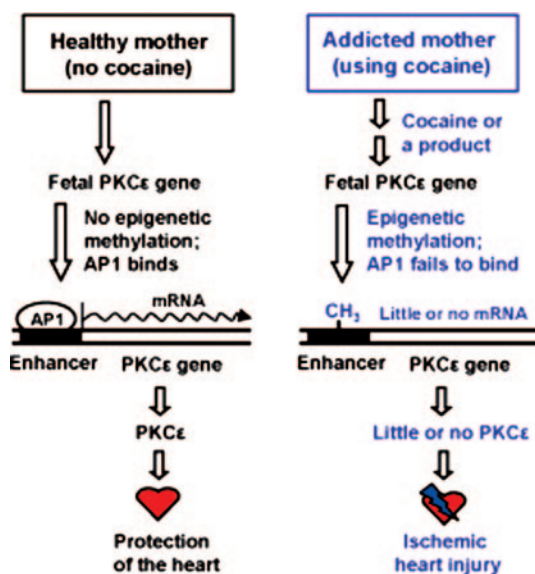 Healthy mother
(no cocaine)
Fetal PKCε gene
No epigenetic
methylation;
AP1 binds
AP1
mRNA
Enhancer
PKCε gene
PKCε
Protection
of the heart
Addicted mother
(using cocaine)
Cocaine or
a product
Fetal PKCε gene
Epigenetic
methylation;
AP1 fails to bind
CH3
Little or no mRNA
Enhancer
PKCε gene
Little or no PKCε
Ischemic
heart injury